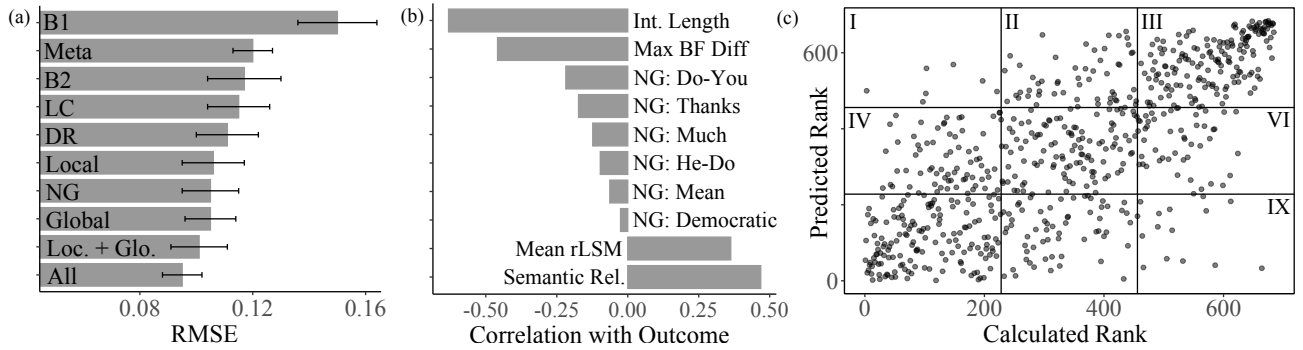 (a)
B1
Meta
B2
LC
DR
Local
NG
Global
Loc. + Glo.
All
0.08
0.12
0.16
RMSE
(b)
Int. Length
Max BF Diff
NG: Do-You
NG: Thanks
NG: Much
NG: He-Do
NG: Mean
NG: Democratic
Mean rLSM
Semantic Rel.
-0.50
-0.25
0.00
0.25
0.50
Correlation with Outcome
(c)
I
II
III
IV
VI
IX
600
0
Predicted Rank
0
200
400
600
Calculated Rank